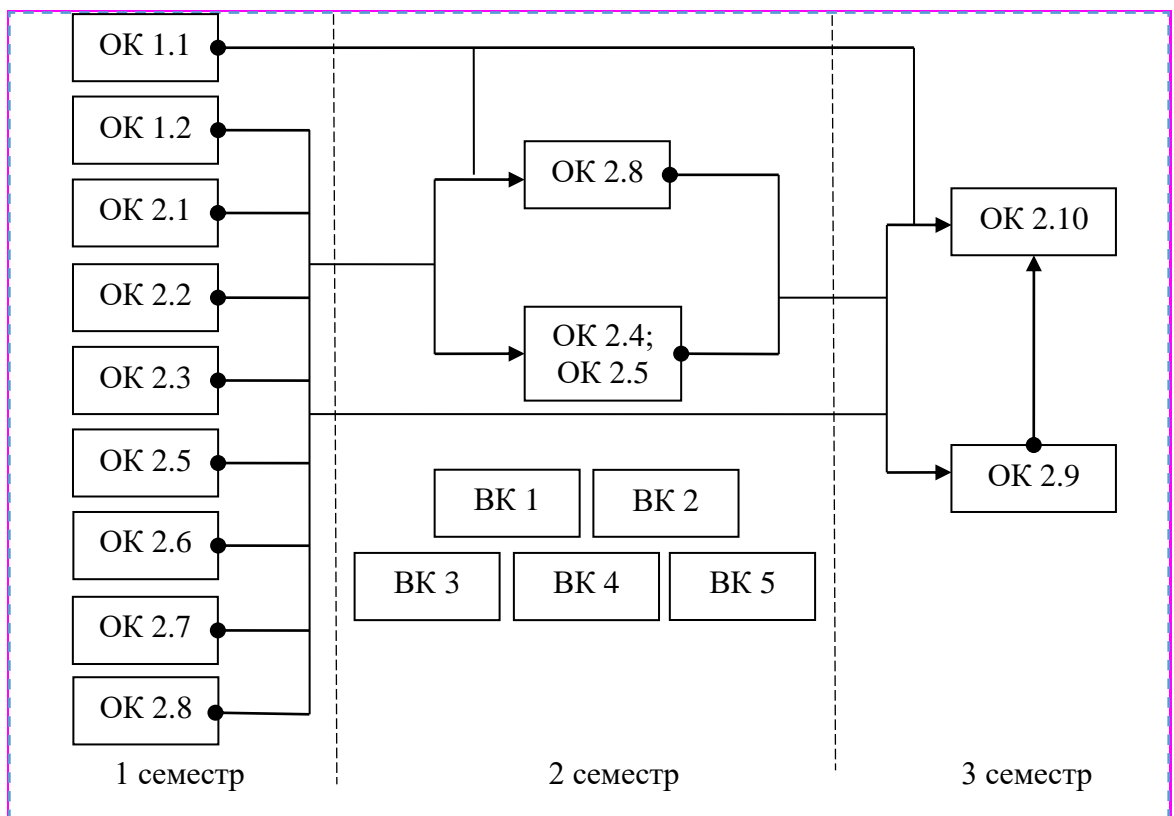 ОК 1.1
ОК 1.2
ОК 2.1
ОК 2.2
ОК 2.3
ОК 2.5
ОК 2.6
ОК 2.7
ОК 2.8
1 семестр
ОК 2.8
ОК 2.4;
ОК 2.5
ВК 1
ВК 2
ВК 3
ВК 4
ВК 5
2 семестр
ОК 2.10
ОК 2.9
3 семестр